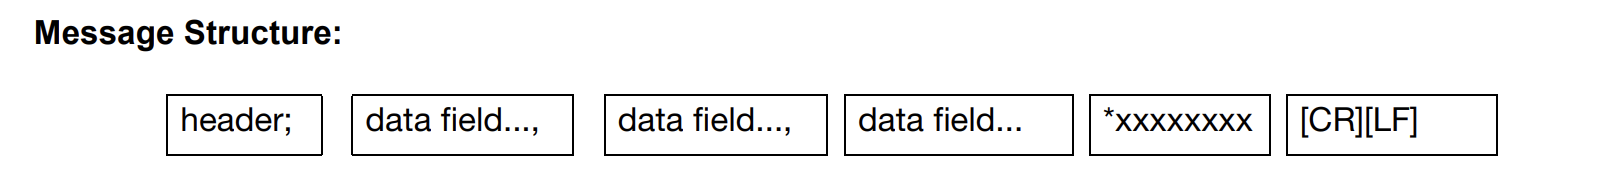 Message Structure:
header; data field..., data field..., data field... *xxxxxxxx [CR][LF]